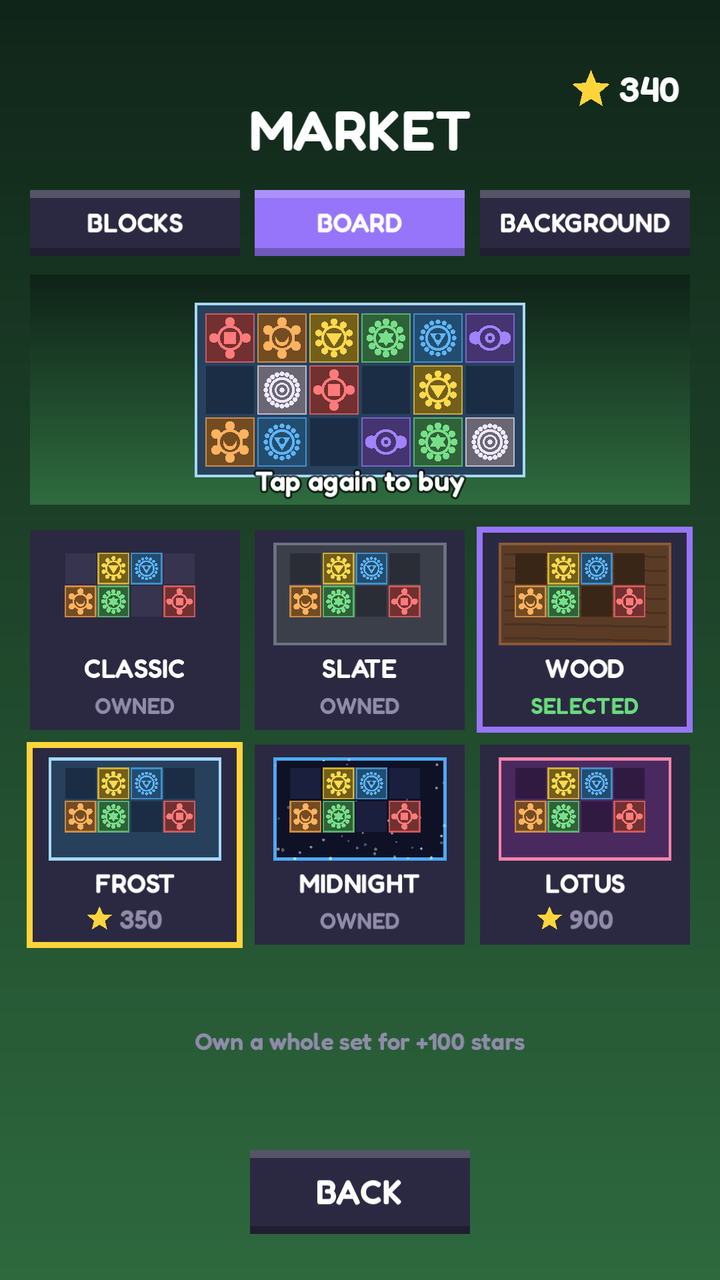 340
MARKET
BLOCKS
BOARD
BACKGROUND
Tap again to buy
CLASSIC
OWNED
SLATE
OWNED
WOOD
SELECTED
FROST
350
MIDNIGHT
OWNED
LOTUS
900
Own a whole set for +100 stars
BACK